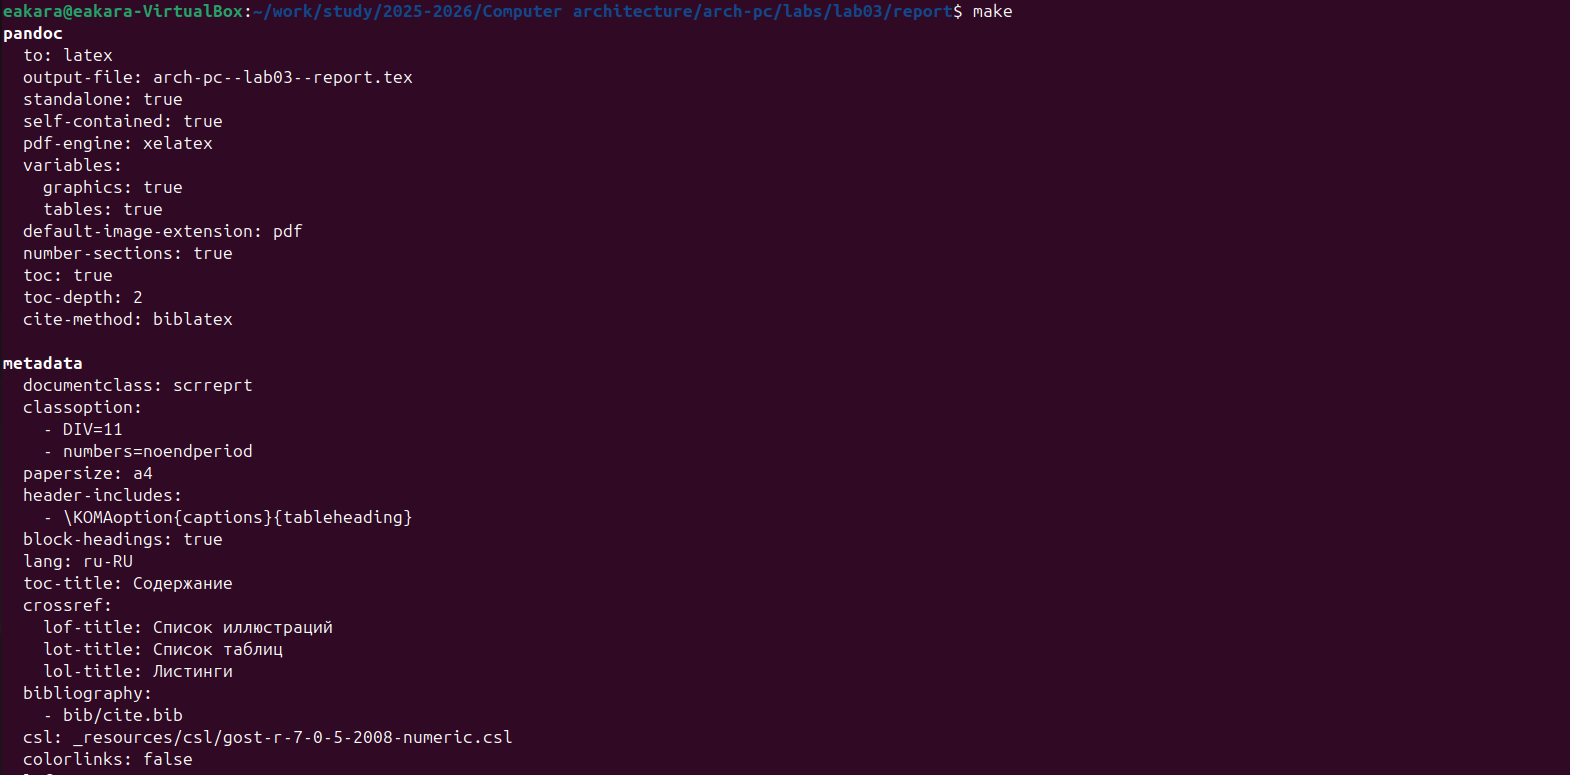 eakara@eakara-VirtualBox:~/work/study/2025-2026/Computer architecture/arch-pc/labs/lab03/report$ make
pandoc
  to: latex
  output-file: arch-pc--lab03--report.tex
  standalone: true
  self-contained: true
  pdf-engine: xelatex
  variables:
    graphics: true
    tables: true
  default-image-extension: pdf
  number-sections: true
  toc: true
  toc-depth: 2
  cite-method: biblatex

metadata
  documentclass: scrreprt
  classoption:
    - DIV=11
    - numbers=noendperiod
  papersize: a4
  header-includes:
    - \KOMAoption{captions}{tableheading}
  block-headings: true
  lang: ru-RU
  toc-title: Содержание
  crossref:
    lof-title: Список иллюстраций
    lot-title: Список таблиц
    lol-title: Листинги
  bibliography:
    - bib/cite.bib
  csl: _resources/csl/gost-r-7-0-5-2008-numeric.csl
  colorlinks: false